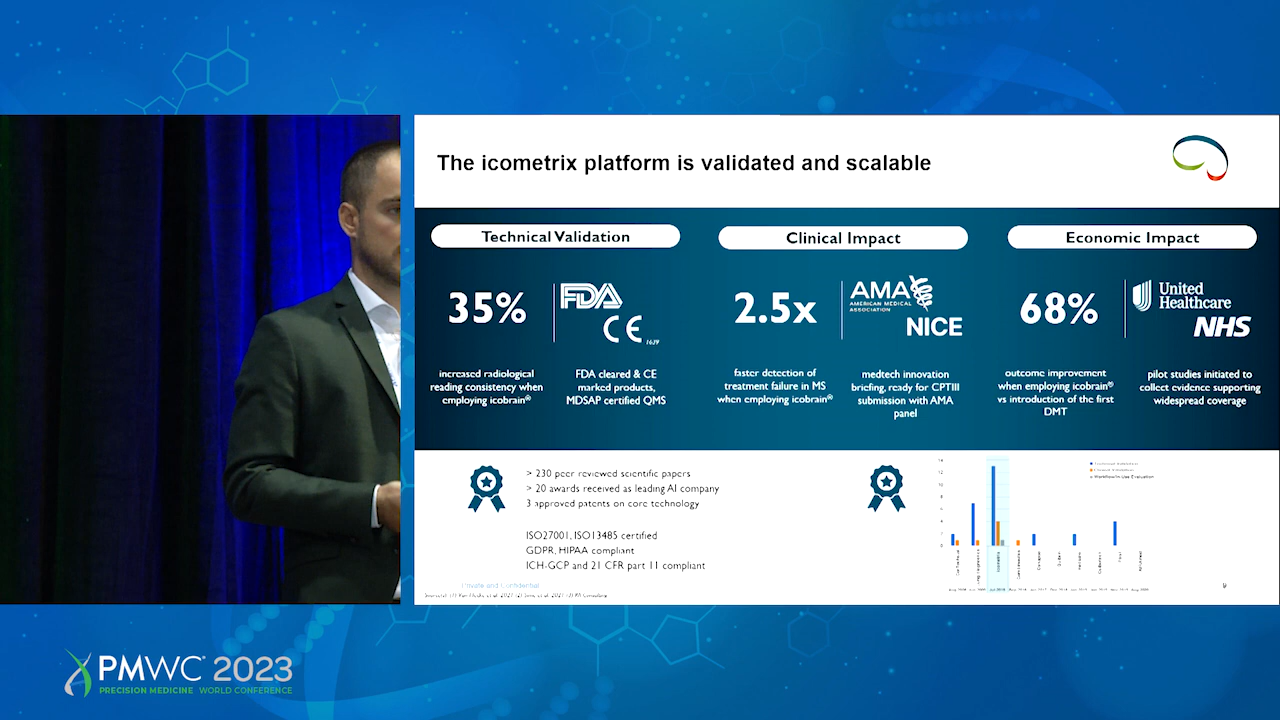 The icometrix platform is validated and scalable
Technical Validation
35%
FDA
CE
1639
increased radiological
reading consistency when
employing icobrain®
FDA cleared & CE
marked products,
MDSAP certified QMS
Clinical Impact
2.5x
AMA
AMERICAN MEDICAL
ASSOCIATION
NICE
faster detection of
treatment failure in MS
when employing icobrain®
medtech innovation
briefing, ready for CPTIII
submission with AMA
panel
Economic Impact
68%
United
Healthcare
NHS
outcome improvement
when employing icobrain®
vs introduction of the first
DMT
pilot studies initiated to
collect evidence supporting
widespread coverage
> 230 peer reviewed scientific papers
> 20 awards received as leading AI company
3 approved patents on core technology
ISO27001, ISO13485 certified
GDPR, HIPAA compliant
ICH-GCP and 21 CFR part 11 compliant
Private and Confidential
9
PMWC 2023
PRECISION MEDICINE WORLD CONFERENCE